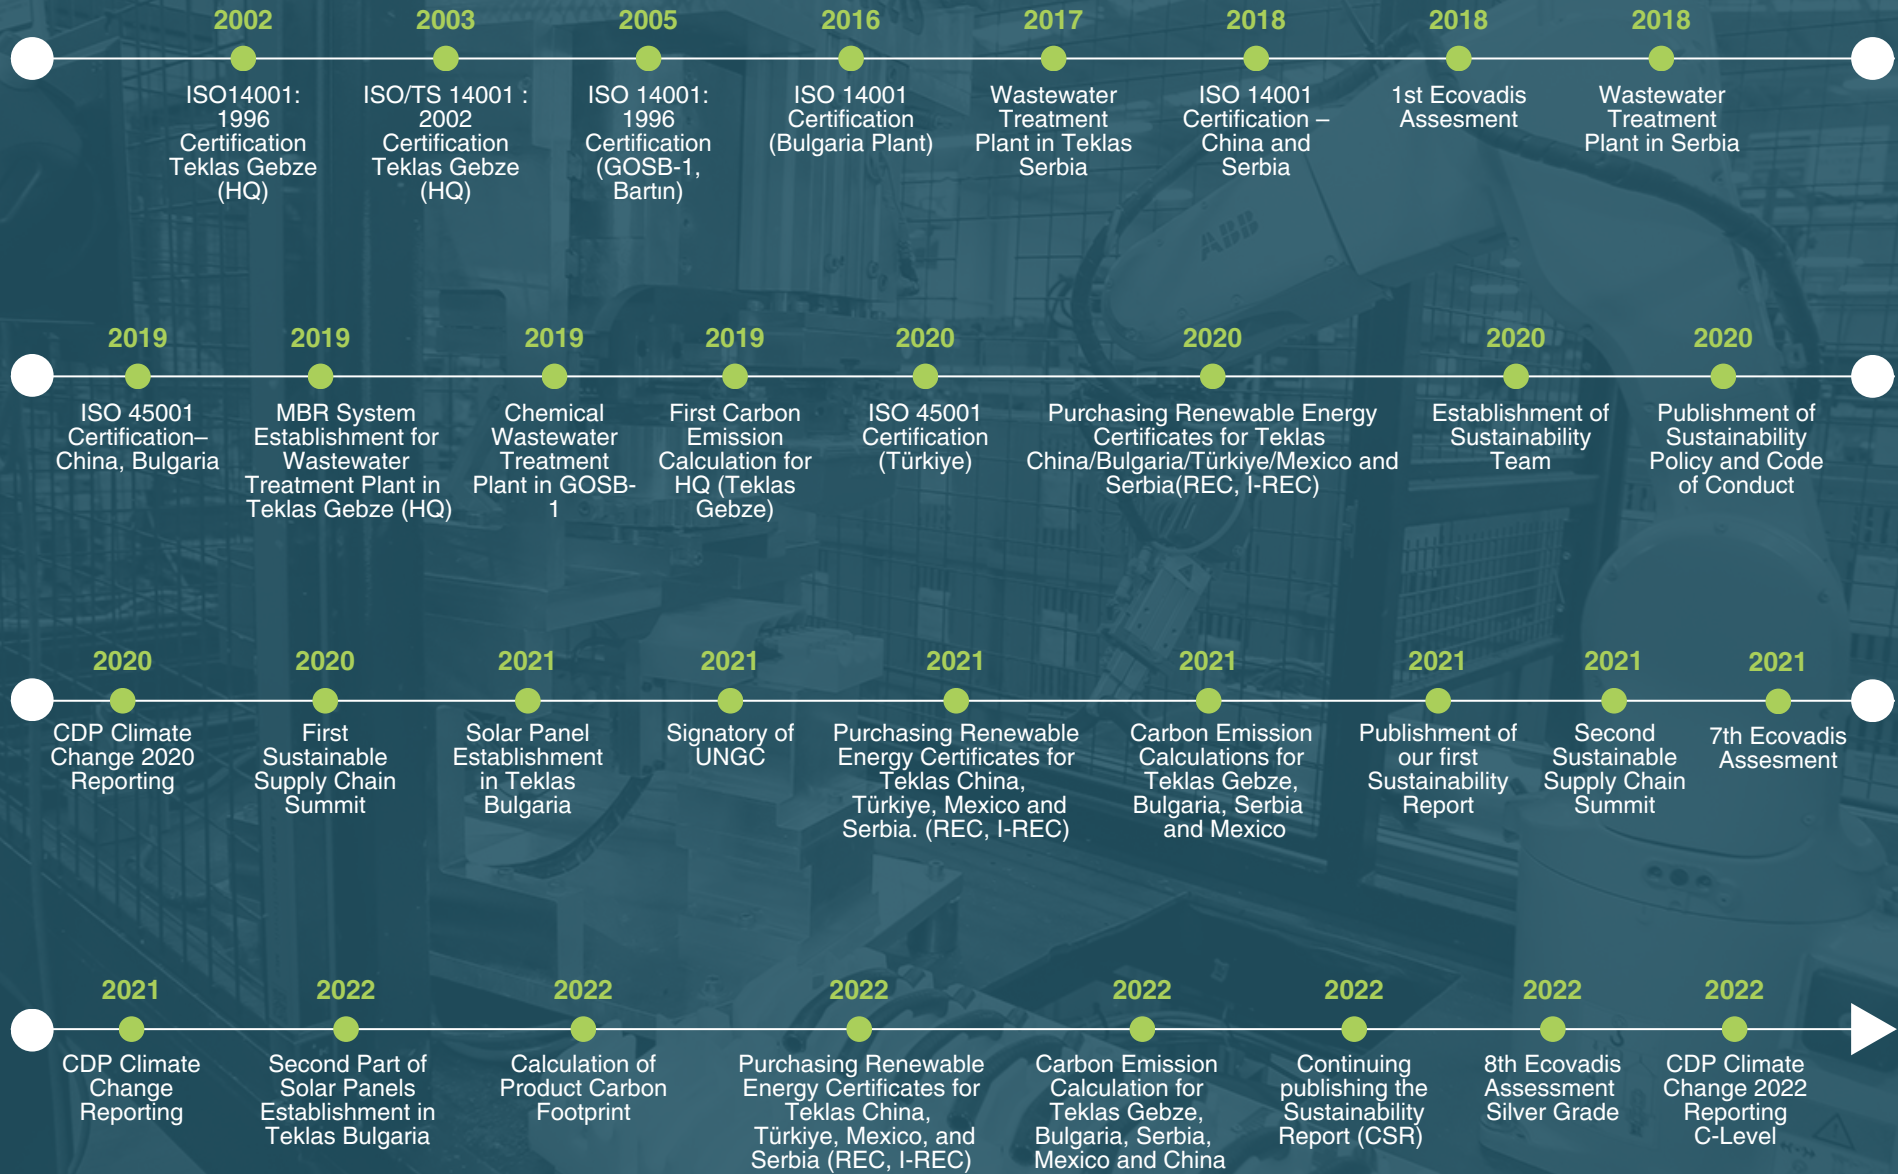 2002
ISO14001:
1996
Certification
Teklas Gebze
(HQ)
2003
ISO/TS 14001 :
2002
Certification
Teklas Gebze
(HQ)
2005
ISO 14001:
1996
Certification
(GOSB-1,
Bartın)
2016
ISO 14001
Certification
(Bulgaria Plant)
2017
Wastewater
Treatment
Plant in Teklas
Serbia
2018
ISO 14001
Certification –
China and
Serbia
2018
1st Ecovadis
Assesment
2018
Wastewater
Treatment
Plant in Serbia
ABB
2019
ISO 45001
Certification–
China, Bulgaria
2019
MBR System
Establishment for
Wastewater
Treatment Plant in
Teklas Gebze (HQ)
2019
Chemical
Wastewater
Treatment
Plant in GOSB-
1
2019
First Carbon
Emission
Calculation for
HQ (Teklas
Gebze)
2020
ISO 45001
Certification
(Türkiye)
2020
Purchasing Renewable Energy
Certificates for Teklas
China/Bulgaria/Türkiye/Mexico and
Serbia(REC, I-REC)
2020
Establishment of
Sustainability
Team
2020
Publishment of
Sustainability
Policy and Code
of Conduct
2020
CDP Climate
Change 2020
Reporting
2020
First
Sustainable
Supply Chain
Summit
2021
Solar Panel
Establishment
in Teklas
Bulgaria
2021
Signatory of
UNGC
2021
Purchasing Renewable
Energy Certificates for
Teklas China,
Türkiye, Mexico and
Serbia. (REC, I-REC)
2021
Carbon Emission
Calculations for
Teklas Gebze,
Bulgaria, Serbia
and Mexico
2021
Publishment of
our first
Sustainability
Report
2021
Second
Sustainable
Supply Chain
Summit
2021
7th Ecovadis
Assesment
2021
CDP Climate
Change
Reporting
2022
Second Part of
Solar Panels
Establishment in
Teklas Bulgaria
2022
Calculation of
Product Carbon
Footprint
2022
Purchasing Renewable
Energy Certificates for
Teklas China,
Türkiye, Mexico, and
Serbia (REC, I-REC)
2022
Carbon Emission
Calculation for
Teklas Gebze,
Bulgaria, Serbia,
Mexico and China
2022
Continuing
publishing the
Sustainability
Report (CSR)
2022
8th Ecovadis
Assessment
Silver Grade
2022
CDP Climate
Change 2022
Reporting
C-Level